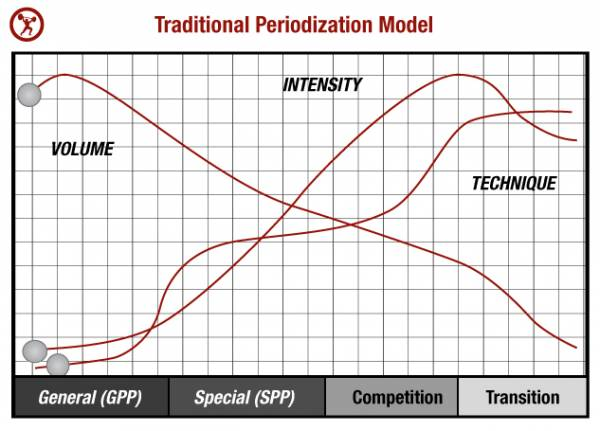 Traditional Periodization Model
INTENSITY
VOLUME
TECHNIQUE
General (GPP)
Special (SPP)
Competition
Transition